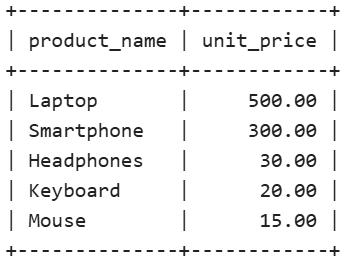 +--------------+------------+
| product_name | unit_price |
+--------------+------------+
| Laptop       |     500.00 |
| Smartphone   |     300.00 |
| Headphones   |      30.00 |
| Keyboard     |      20.00 |
| Mouse        |      15.00 |
+--------------+------------+